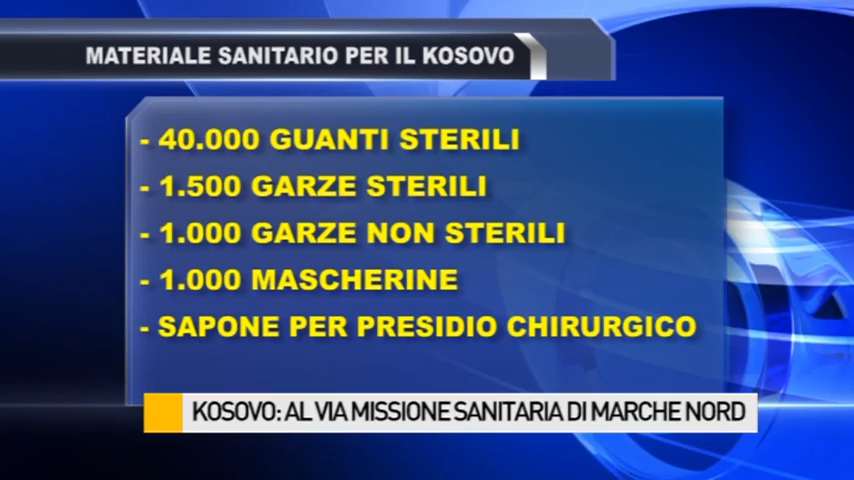 MATERIALE SANITARIO PER IL KOSOVO
- 40.000 GUANTI STERILI
- 1.500 GARZE STERILI
- 1.000 GARZE NON STERILI
- 1.000 MASCHERINE
- SAPONE PER PRESIDIO CHIRURGICO
KOSOVO: AL VIA MISSIONE SANITARIA DI MARCHE NORD